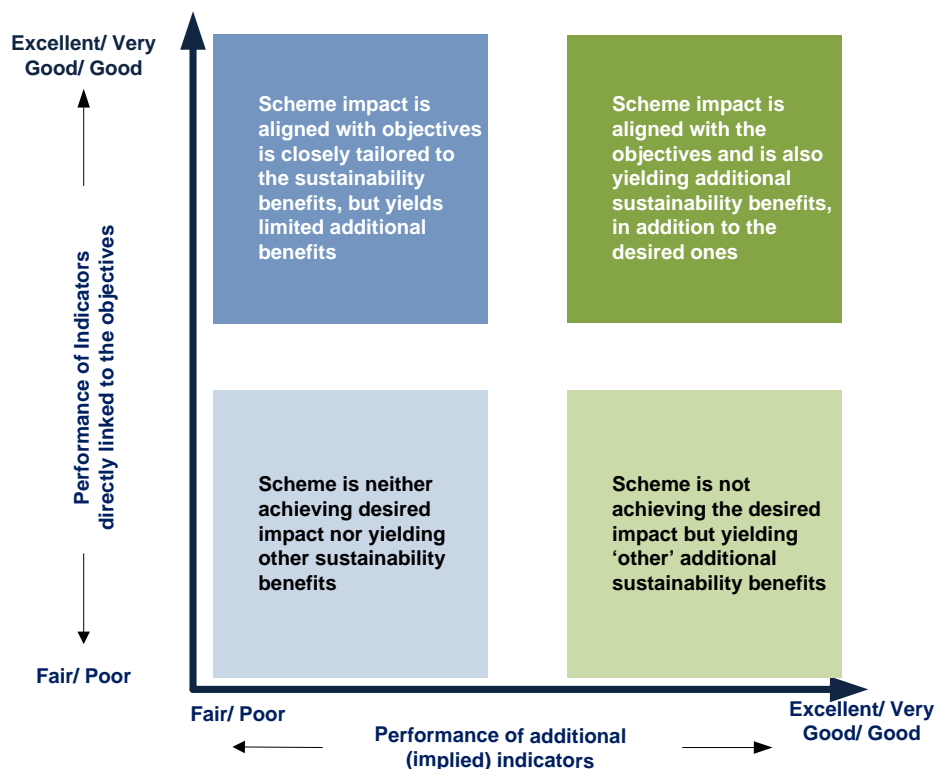 Excellent/ Very
Good/ Good
Performance of Indicators
directly linked to the objectives
Fair/ Poor
Scheme impact is
aligned with objectives
is closely tailored to
the sustainability
benefits, but yields
limited additional
benefits
Scheme impact is
aligned with the
objectives and is also
yielding additional
sustainability benefits,
in addition to the
desired ones
Scheme is neither
achieving desired
impact nor yielding
other sustainability
benefits
Scheme is not
achieving the desired
impact but yielding
‘other’ additional
sustainability benefits
Fair/ Poor
Performance of additional
(implied) indicators
Excellent/ Very
Good/ Good